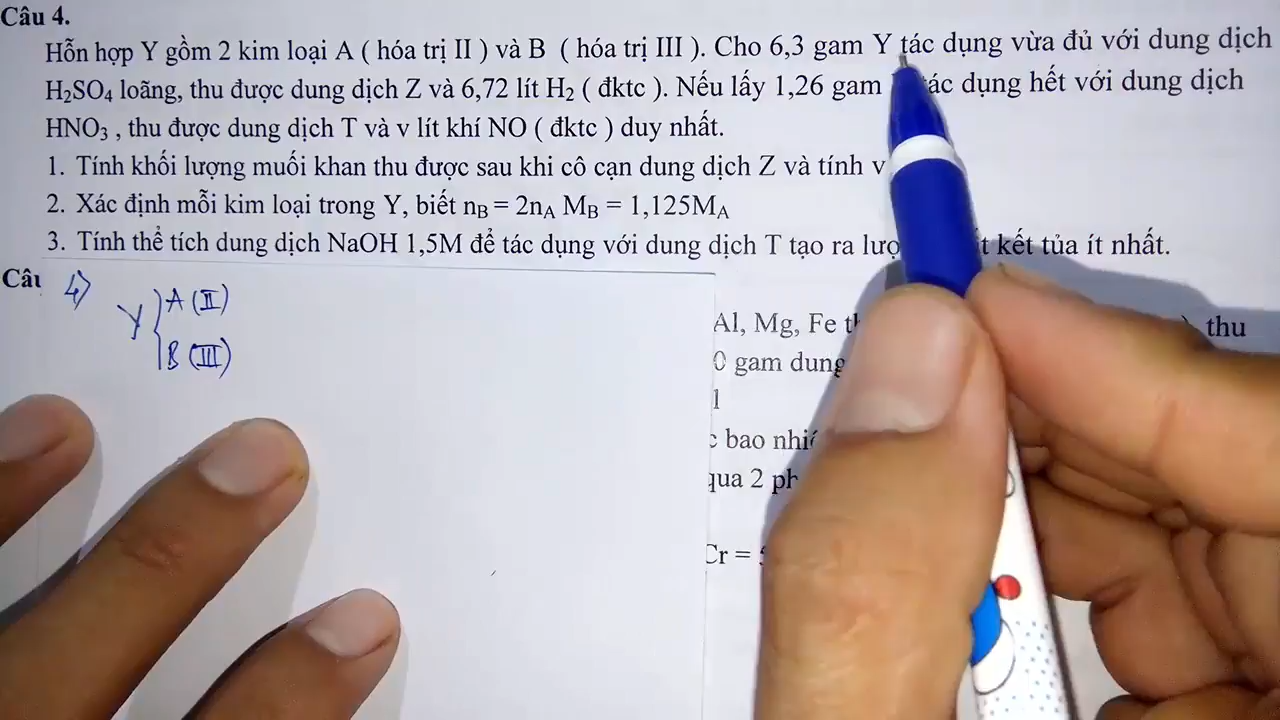 Câu 4.
Hỗn hợp Y gồm 2 kim loại A ( hóa trị II ) và B ( hóa trị III ). Cho 6,3 gam Y tác dụng vừa đủ với dung dịch
H₂SO₄ loãng, thu được dung dịch Z và 6,72 lít H₂ ( đktc ). Nếu lấy 1,26 gam tác dụng hết với dung dịch
HNO₃ , thu được dung dịch T và v lít khí NO ( đktc ) duy nhất.
1. Tính khối lượng muối khan thu được sau khi cô cạn dung dịch Z và tính v
2. Xác định mỗi kim loại trong Y, biết nB = 2nA MB = 1,125MA
3. Tính thể tích dung dịch NaOH 1,5M để tác dụng với dung dịch T tạo ra kết tủa ít nhất.
4)
Y
A (II)
B (III)
Al, Mg, Fe thu
0 gam dung
bao
qua 2
Cr =